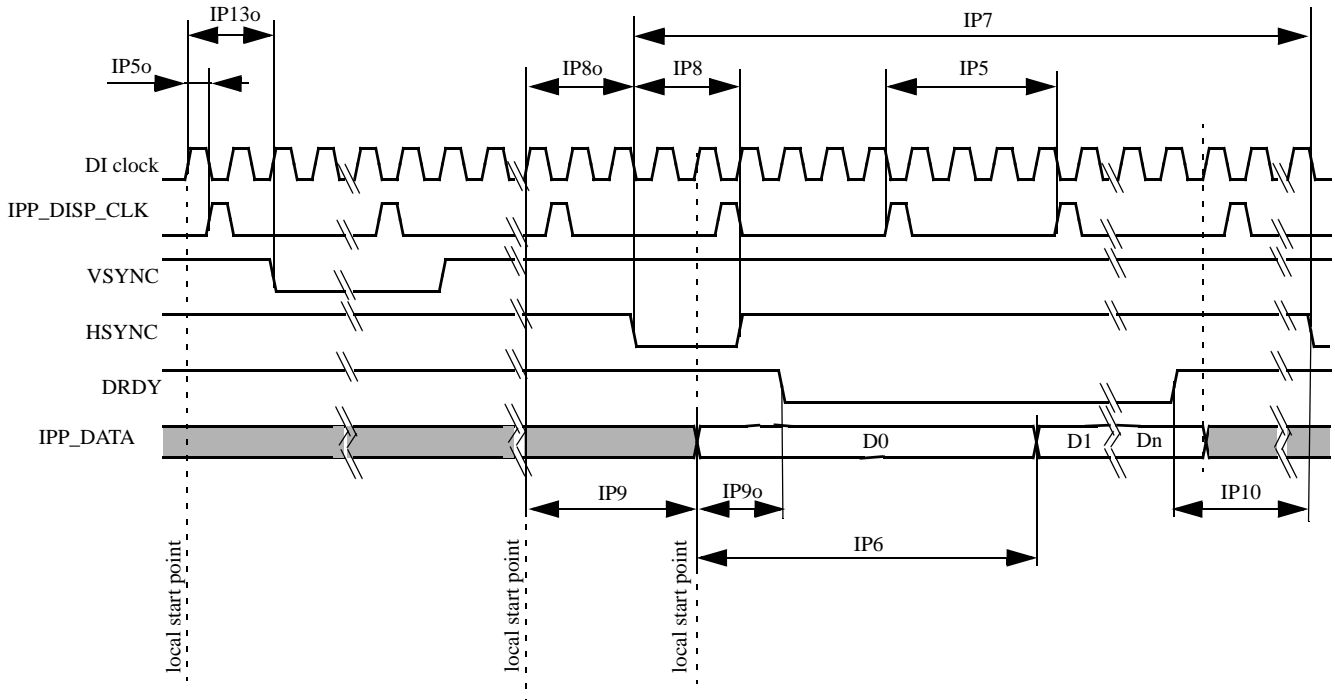 IP13o
IP7
IP5o
IP8o
IP8
IP5
DI clock
IPP_DISP_CLK
VSYNC
HSYNC
DRDY
IPP_DATA
D0
D1
Dn
IP9
IP9o
IP10
IP6
local start point
local start point
local start point